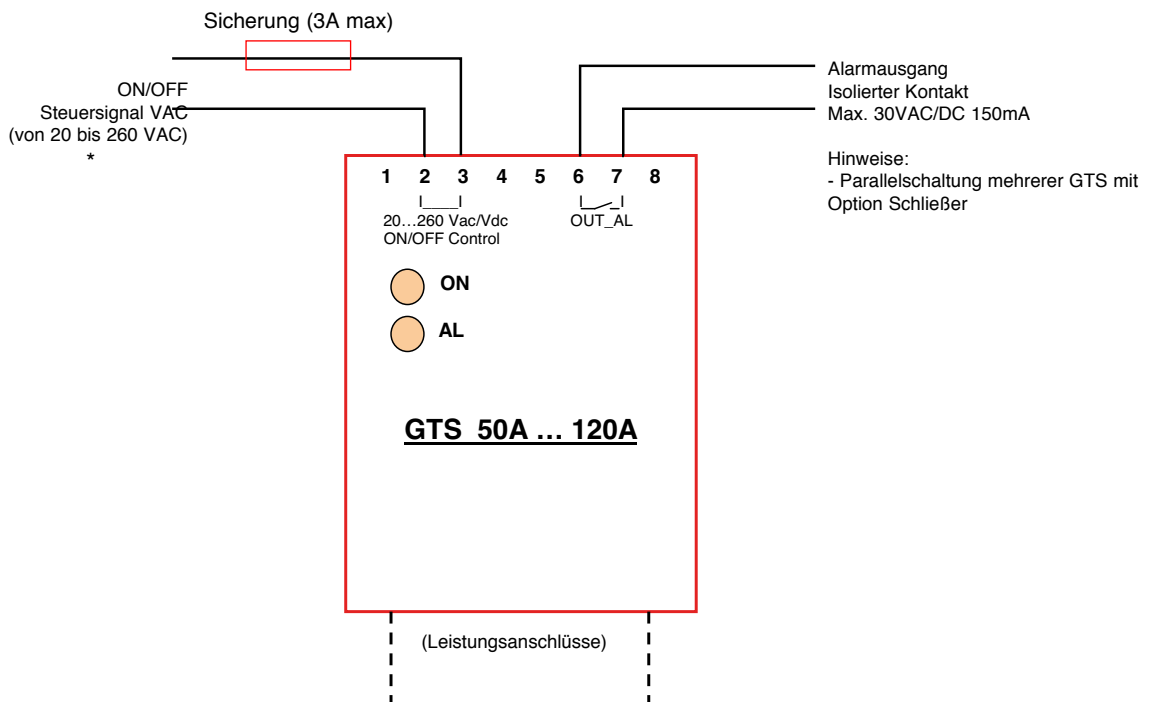 Sicherung (3A max)
ON/OFF
Steuersignal VAC
(von 20 bis 260 VAC)
*
Alarmausgang
Isolierter Kontakt
Max. 30VAC/DC 150mA
Hinweise:
- Parallelschaltung mehrerer GTS mit
Option Schließer
1 2 3 4 5 6 7 8
20…260 Vac/Vdc
ON/OFF Control
OUT_AL
ON
AL
GTS 50A … 120A
(Leistungsanschlüsse)